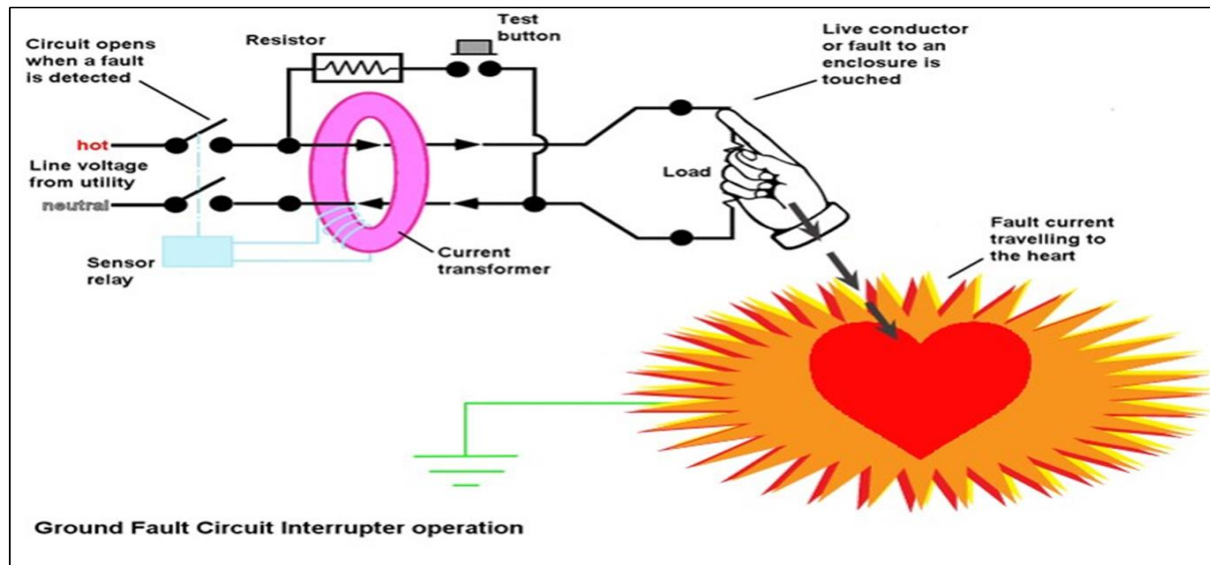 Circuit opens
when a fault
is detected
Resistor
Test
button
Live conductor
or fault to an
enclosure is
touched
hot
Line voltage
from utility
neutral
Load
Sensor
relay
Current
transformer
Fault current
travelling to
the heart
Ground Fault Circuit Interrupter operation